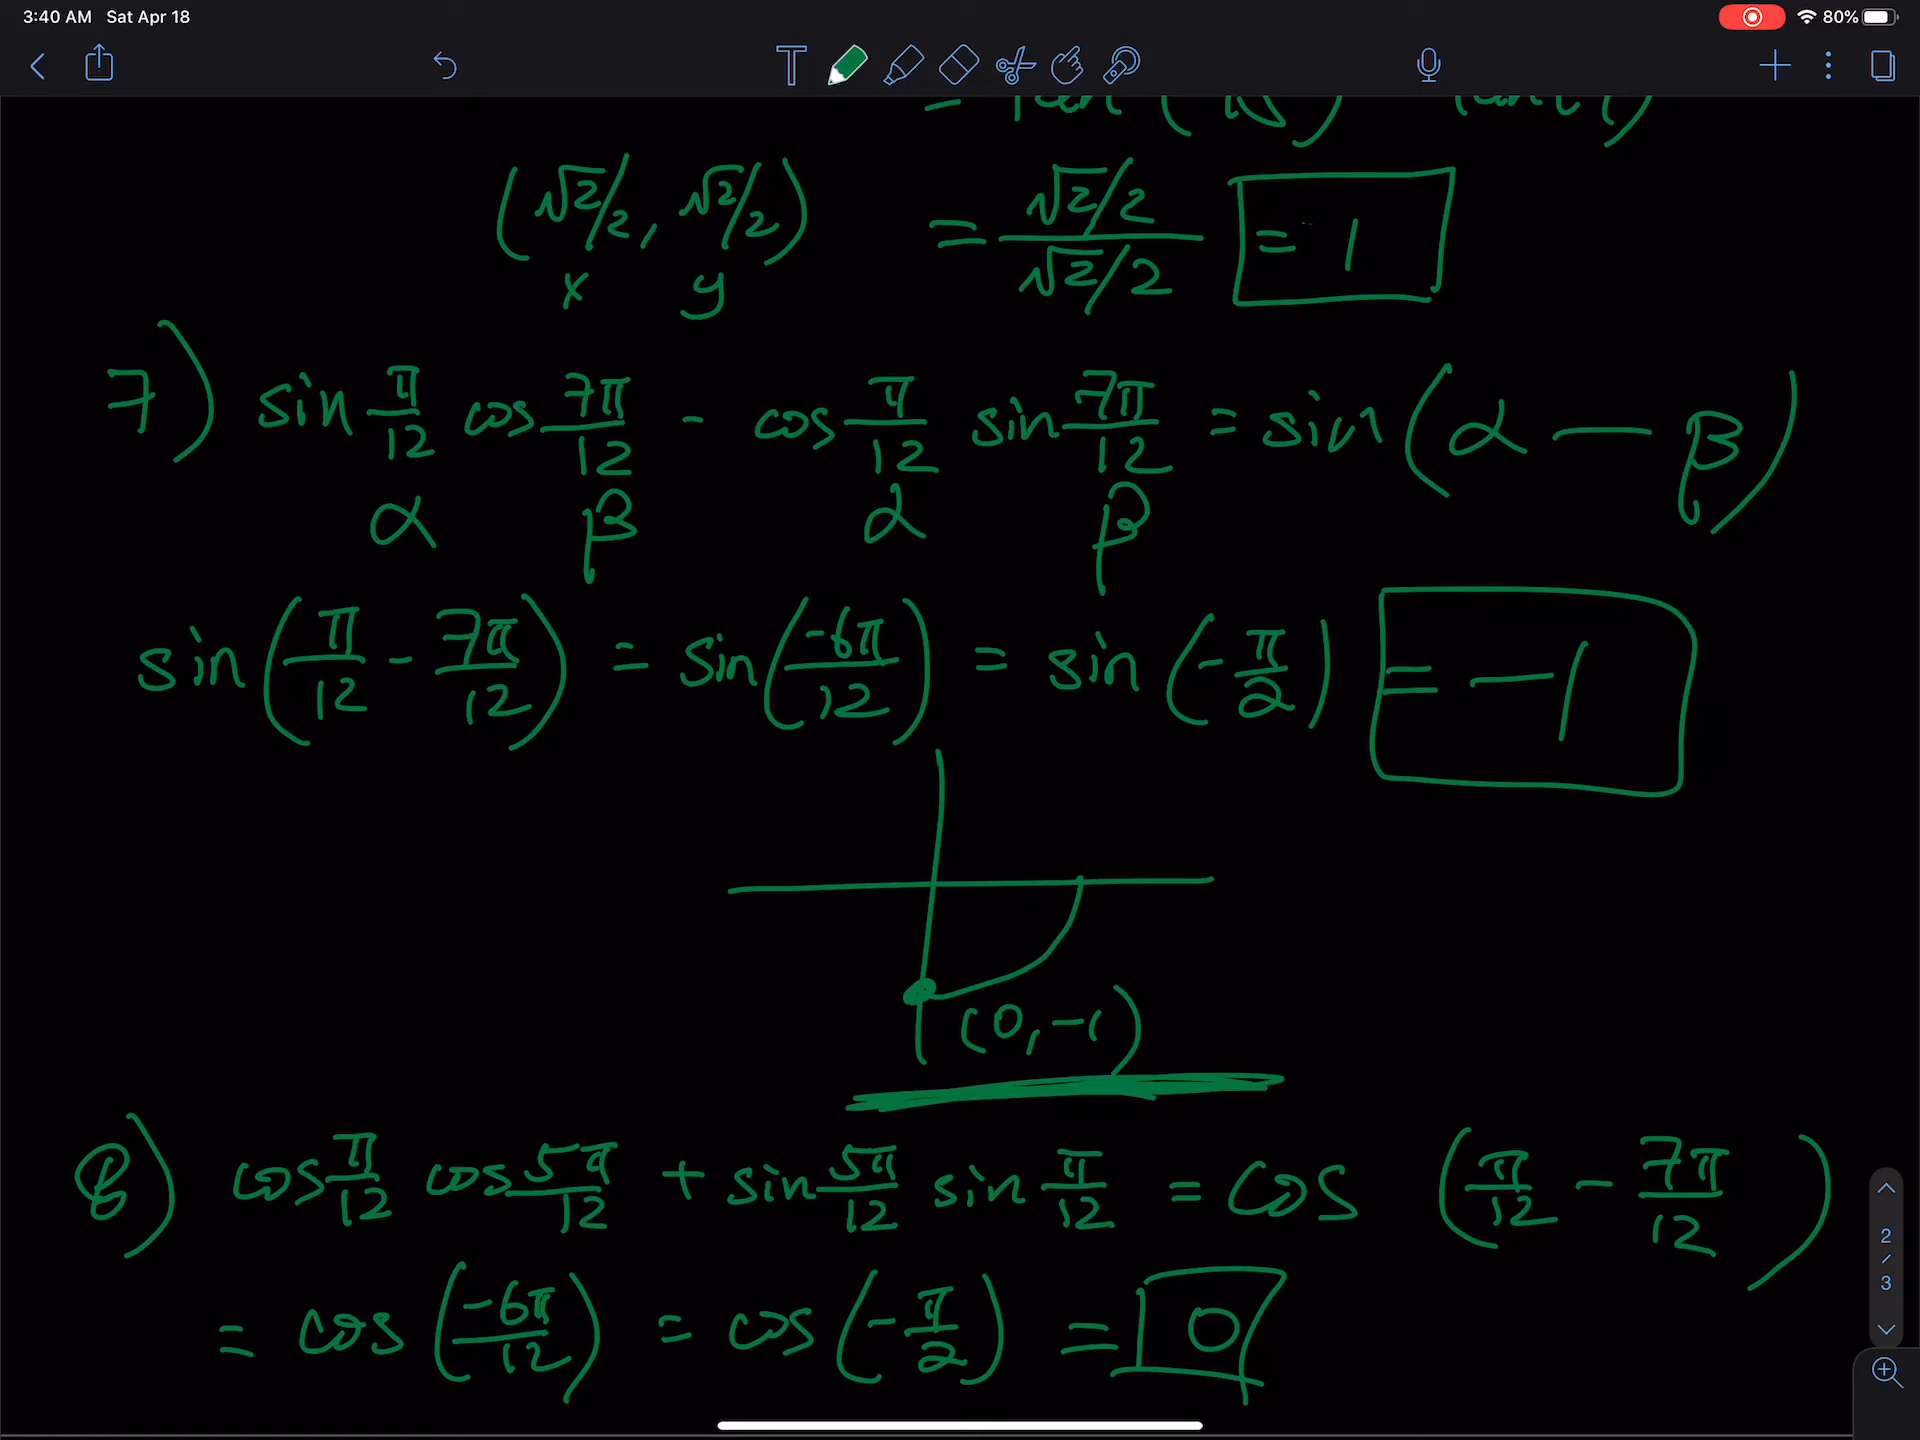 3:40 AM Sat Apr 18 80%
(√2/2, √2/2) = √2/2 / √2/2 = 1
x y
7) sin π/12 cos 7π/12 - cos π/12 sin 7π/12 = sin(α - β)
α β α β
sin(π/12 - 7π/12) = sin(-6π/12) = sin(-π/2) = -1
(0, -1)
8) cos π/12 cos 5π/12 + sin 5π/12 sin π/12 = cos (π/12 - 7π/12)
= cos(-6π/12) = cos(-π/2) = 0
2
/
3